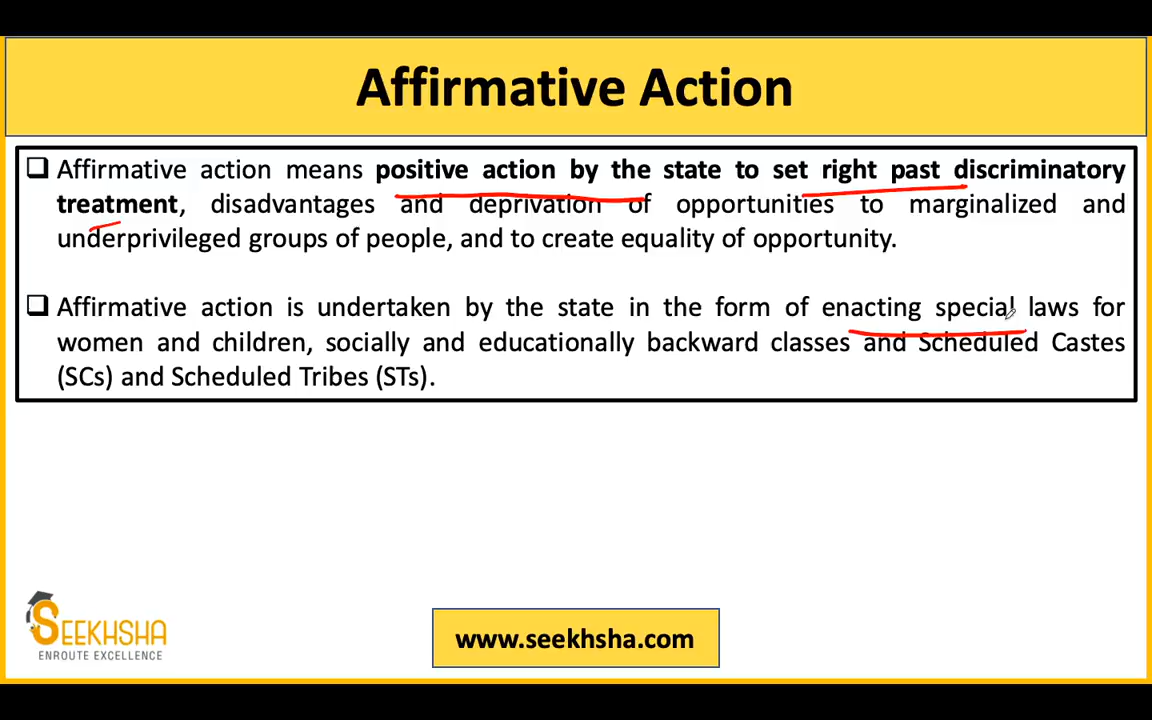 Affirmative Action
❑ Affirmative action means positive action by the state to set right past discriminatory
treatment, disadvantages and deprivation of opportunities to marginalized and
underprivileged groups of people, and to create equality of opportunity.
❑ Affirmative action is undertaken by the state in the form of enacting special laws for
women and children, socially and educationally backward classes and Scheduled Castes
(SCs) and Scheduled Tribes (STs).
SEEKHSHA
ENROUTE EXCELLENCE
www.seekhsha.com